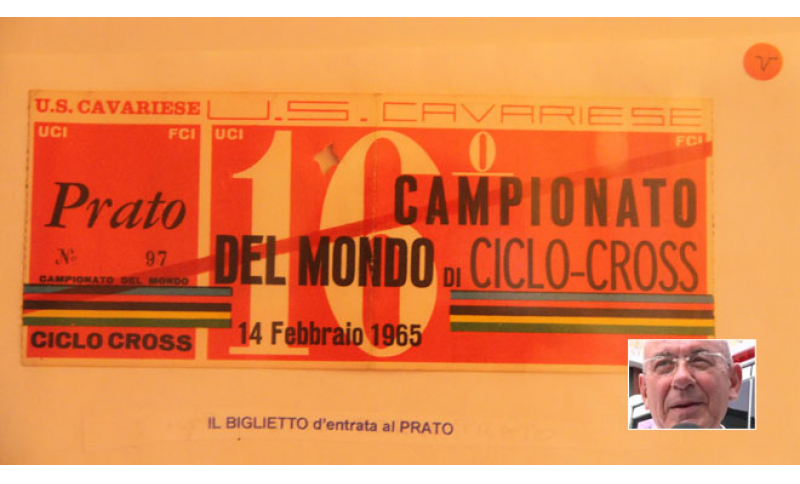 U.S. CAVARIESE
UCI FCI
Prato
No 97
CAMPIONATO DEL MONDO
CICLO CROSS
U.S. CAVARIESE
UCI FCI
16º
CAMPIONATO
DEL MONDO DI CICLO-CROSS
14 Febbraio 1965
V
IL BIGLIETTO d'entrata al PRATO